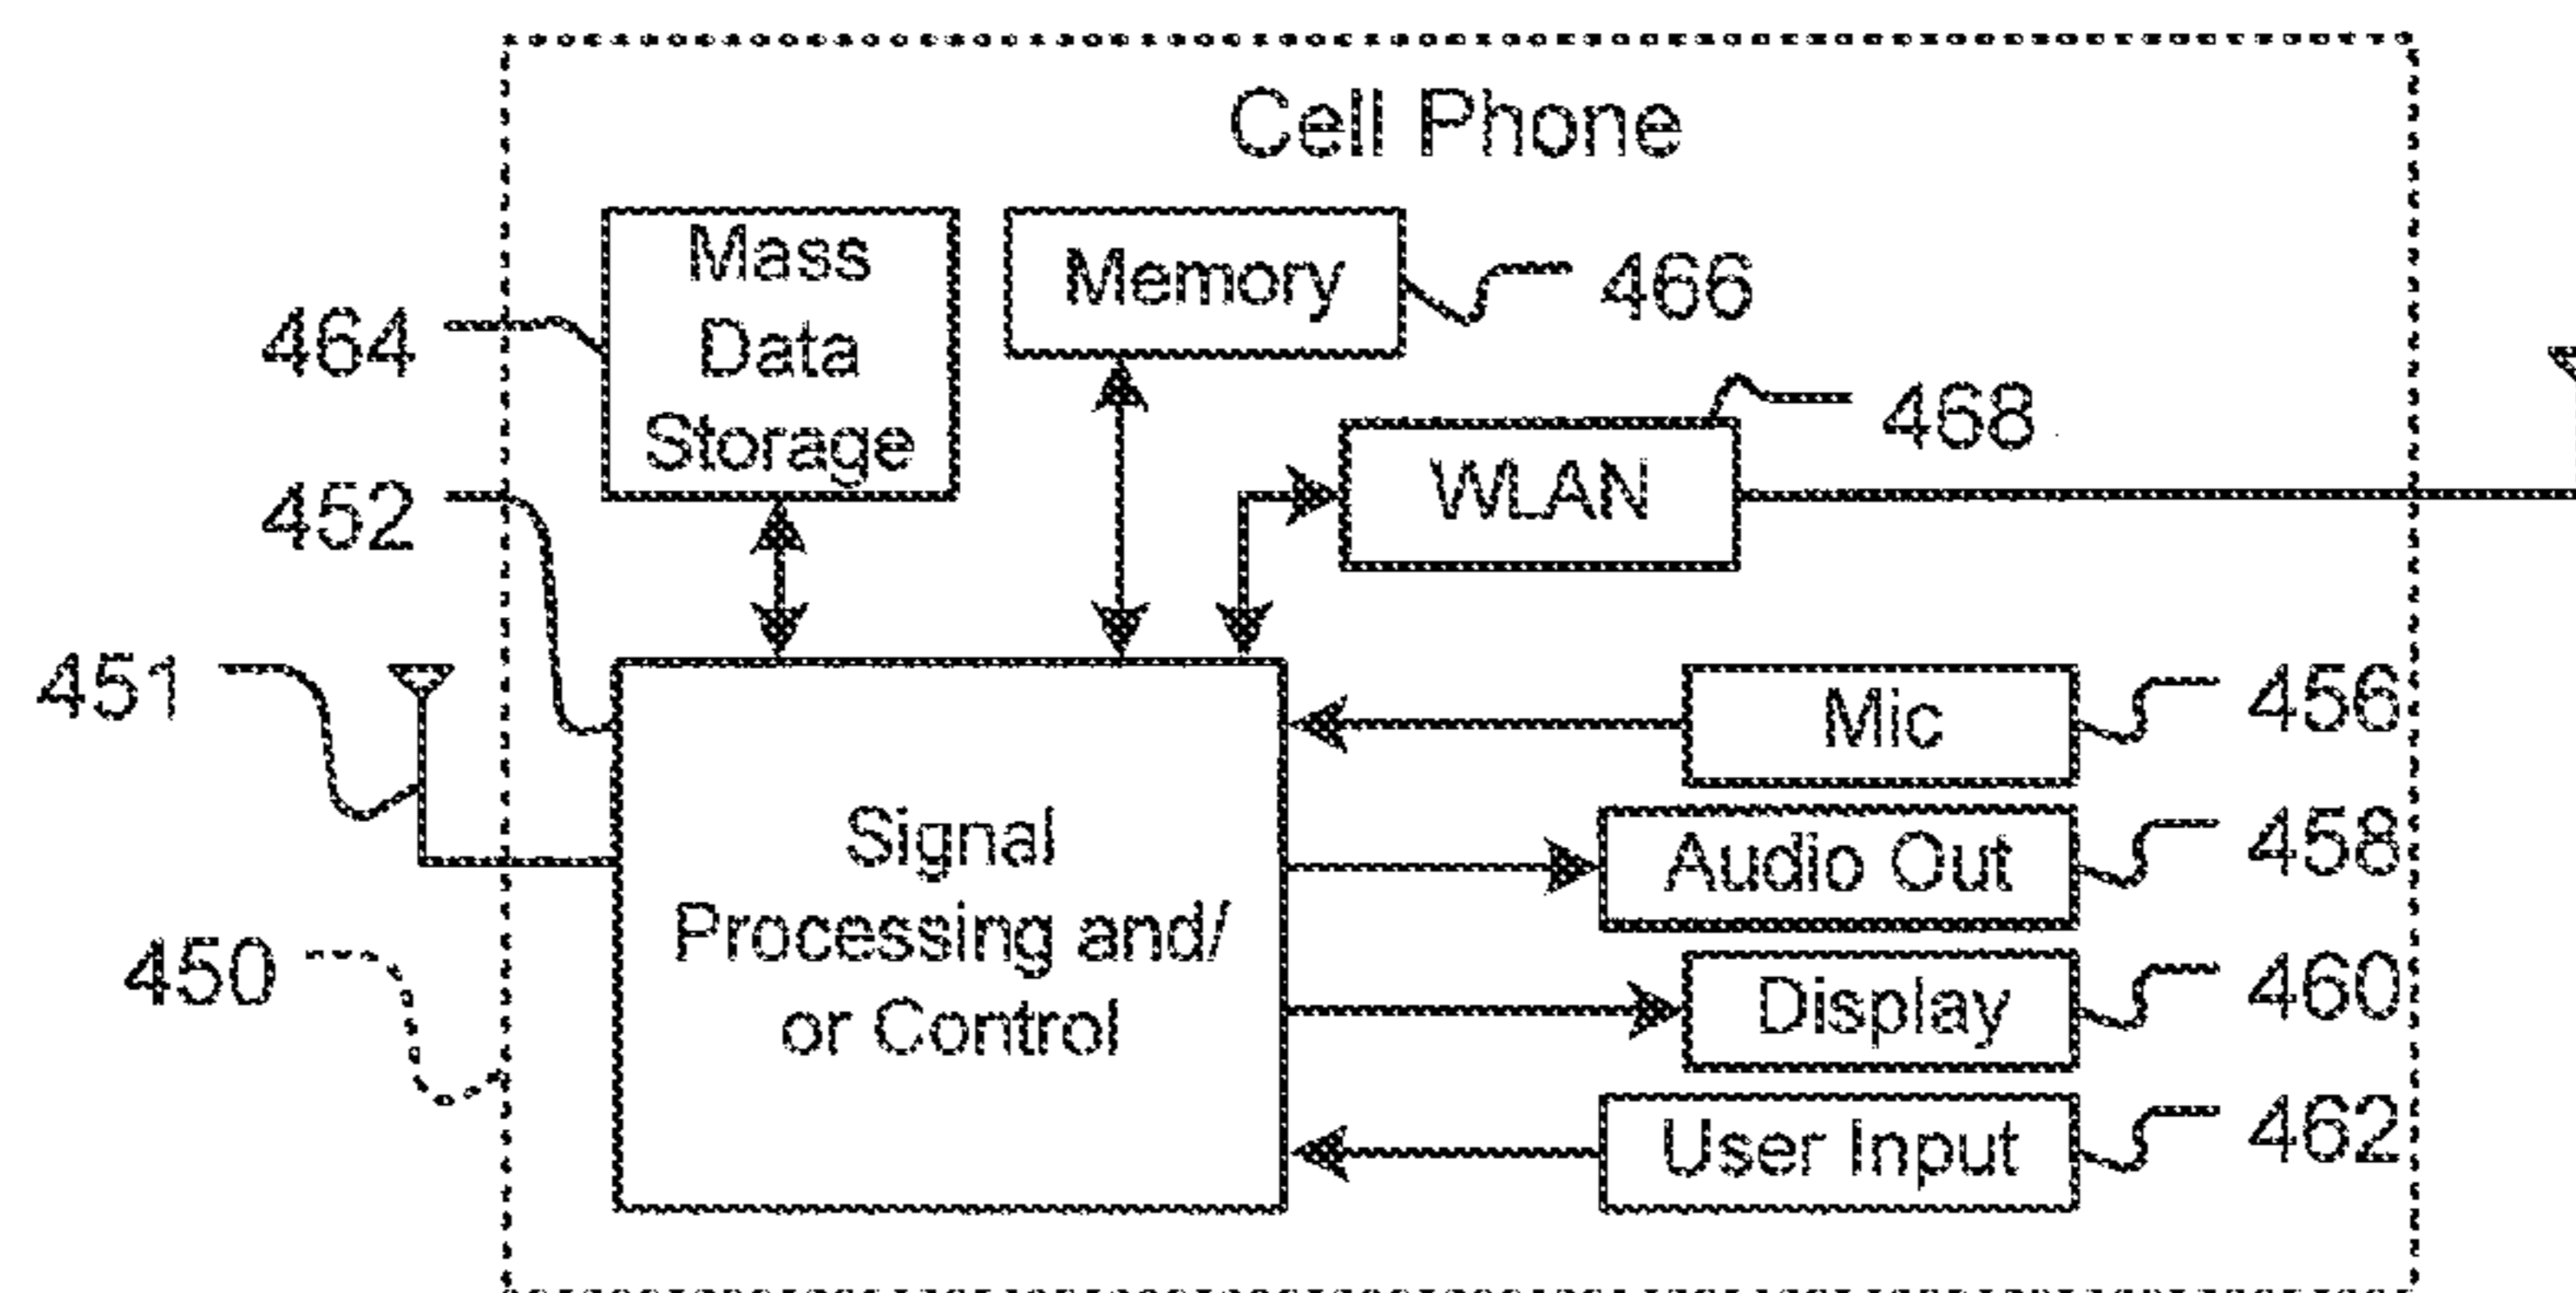 Cell Phone
Mass
Data
Storage
Memory
466
464
468
WLAN
452
451
Mic
456
Signal
Processing and/
or Control
Audio Out
458
450
Display
460
User Input
462